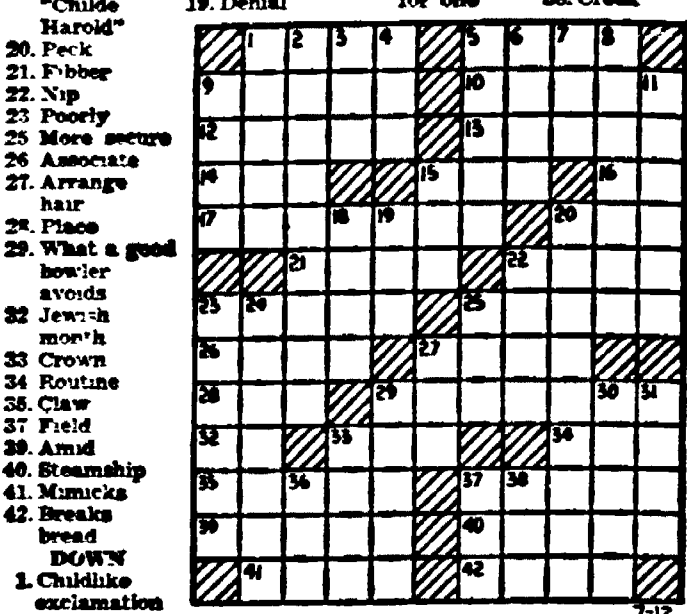 "Childe
Harold"
19. Denial
for one
20. Peck
21. Fibber
22. Nip
23 Poorly
25 More secure
26 Associate
27. Arrange
hair
28. Place
29. What a good
bowler
avoids
32 Jewish
month
33 Crown
34 Routine
35. Claw
37 Field
39. Amid
40. Steamship
41. Mimicks
42. Breaks
bread
DOWN
1. Childlike
exclamation
1 2 3 4 5 6 7 8
9 10 11
12 13
14 15 16
17 18 19 20
21 22
23 24 25
26 27
28 29 30 31
32 33 34
35 36 37 38
39 40
41 42
7-12